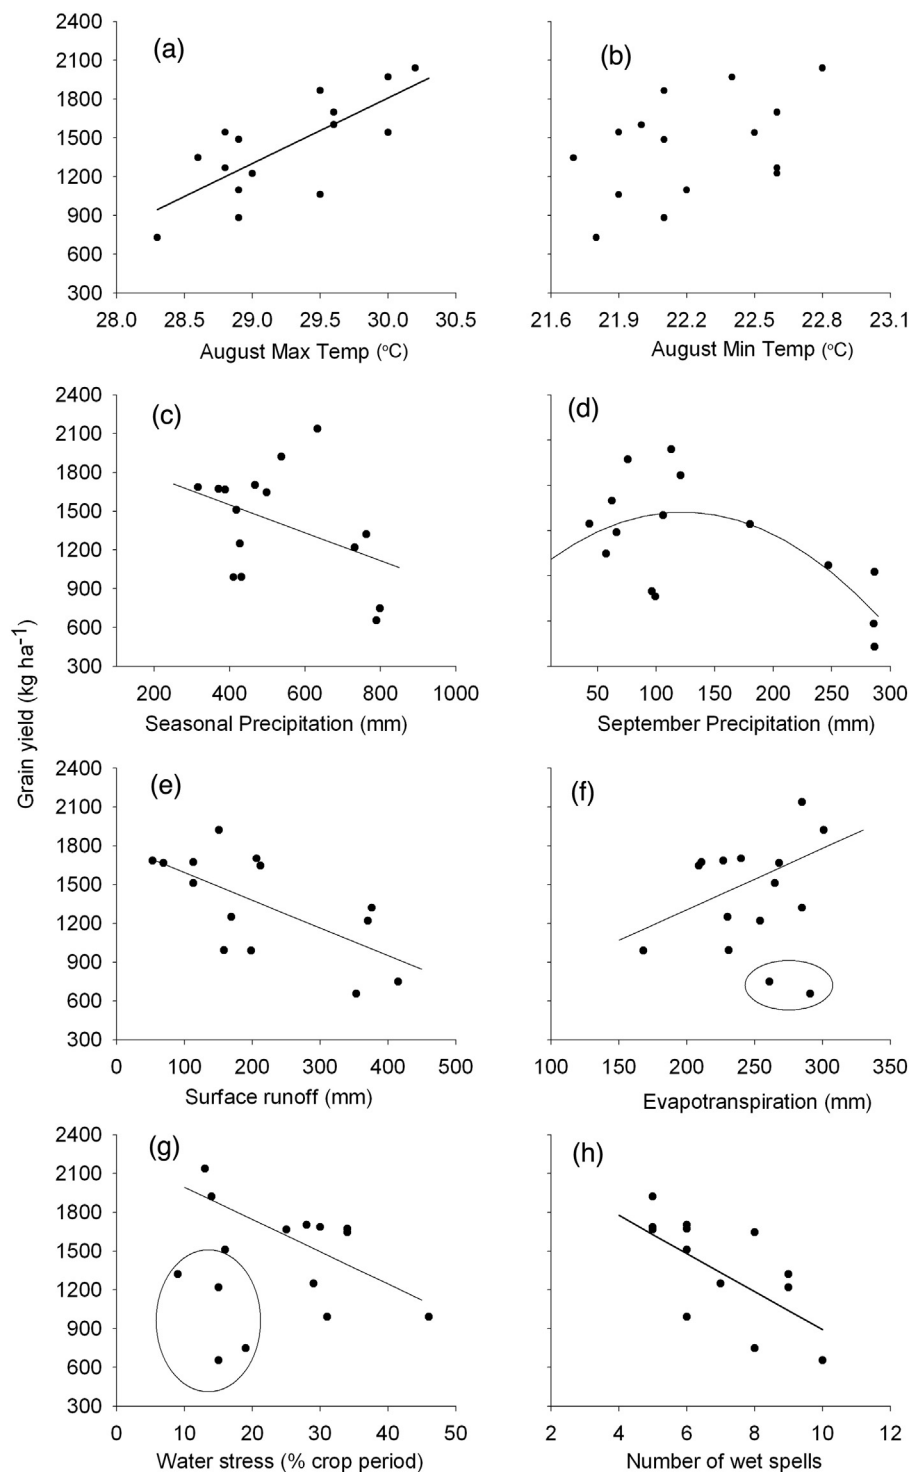 Grain yield (kg ha⁻¹)
(a)
2400
2100
1800
1500
1200
900
600
300
28.0 28.5 29.0 29.5 30.0 30.5
August Max Temp (°C)
(b)
21.6 21.9 22.2 22.5 22.8 23.1
August Min Temp (°C)
(c)
2400
2100
1800
1500
1200
900
600
300
200 400 600 800 1000
Seasonal Precipitation (mm)
(d)
50 100 150 200 250 300
September Precipitation (mm)
(e)
2400
2100
1800
1500
1200
900
600
300
0 100 200 300 400 500
Surface runoff (mm)
(f)
100 150 200 250 300 350
Evapotranspiration (mm)
(g)
2400
2100
1800
1500
1200
900
600
300
0 10 20 30 40 50
Water stress (% crop period)
(h)
2 4 6 8 10 12
Number of wet spells